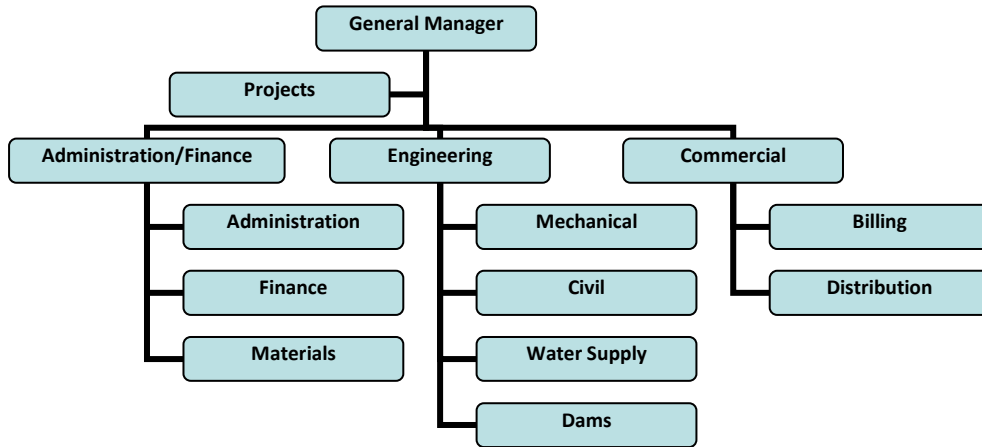 General Manager
Projects
Administration/Finance
Engineering
Commercial
Administration
Mechanical
Billing
Finance
Civil
Distribution
Materials
Water Supply
Dams